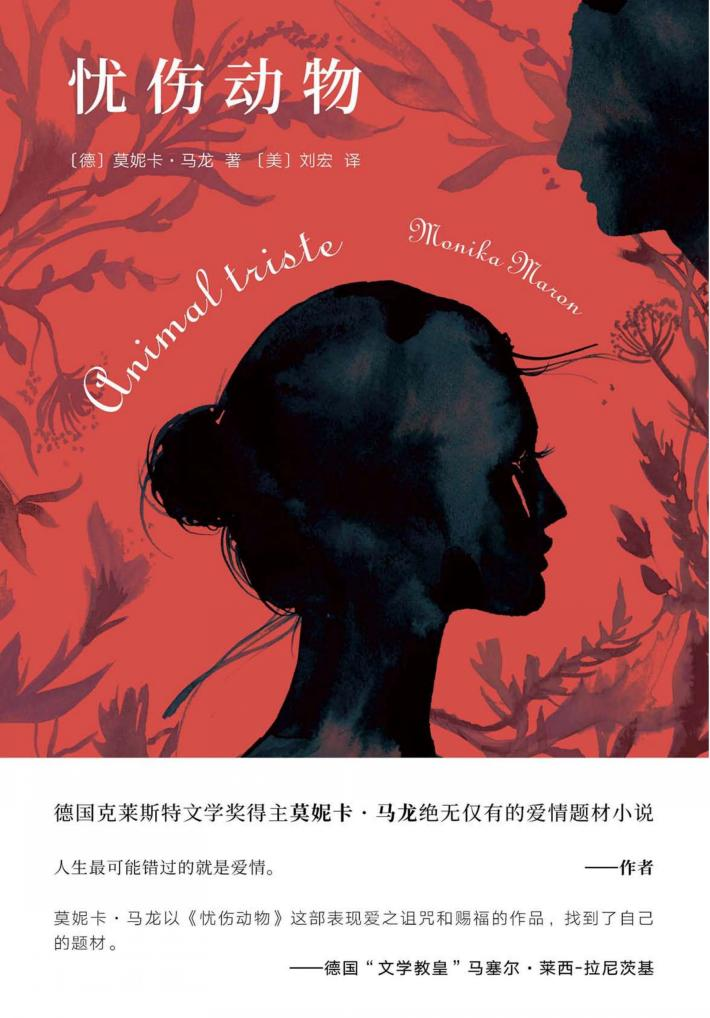 忧伤动物
〔德〕莫妮卡·马龙 著 〔美〕刘宏 译
Animal triste
Monika Maron
德国克莱斯特文学奖得主莫妮卡·马龙绝无仅有的爱情题材小说
人生最可能错过的就是爱情。 ——作者
莫妮卡·马龙以《忧伤动物》这部表现爱之诅咒和赐福的作品，找到了自己
的题材。
——德国“文学教皇”马塞尔·莱西-拉尼茨基